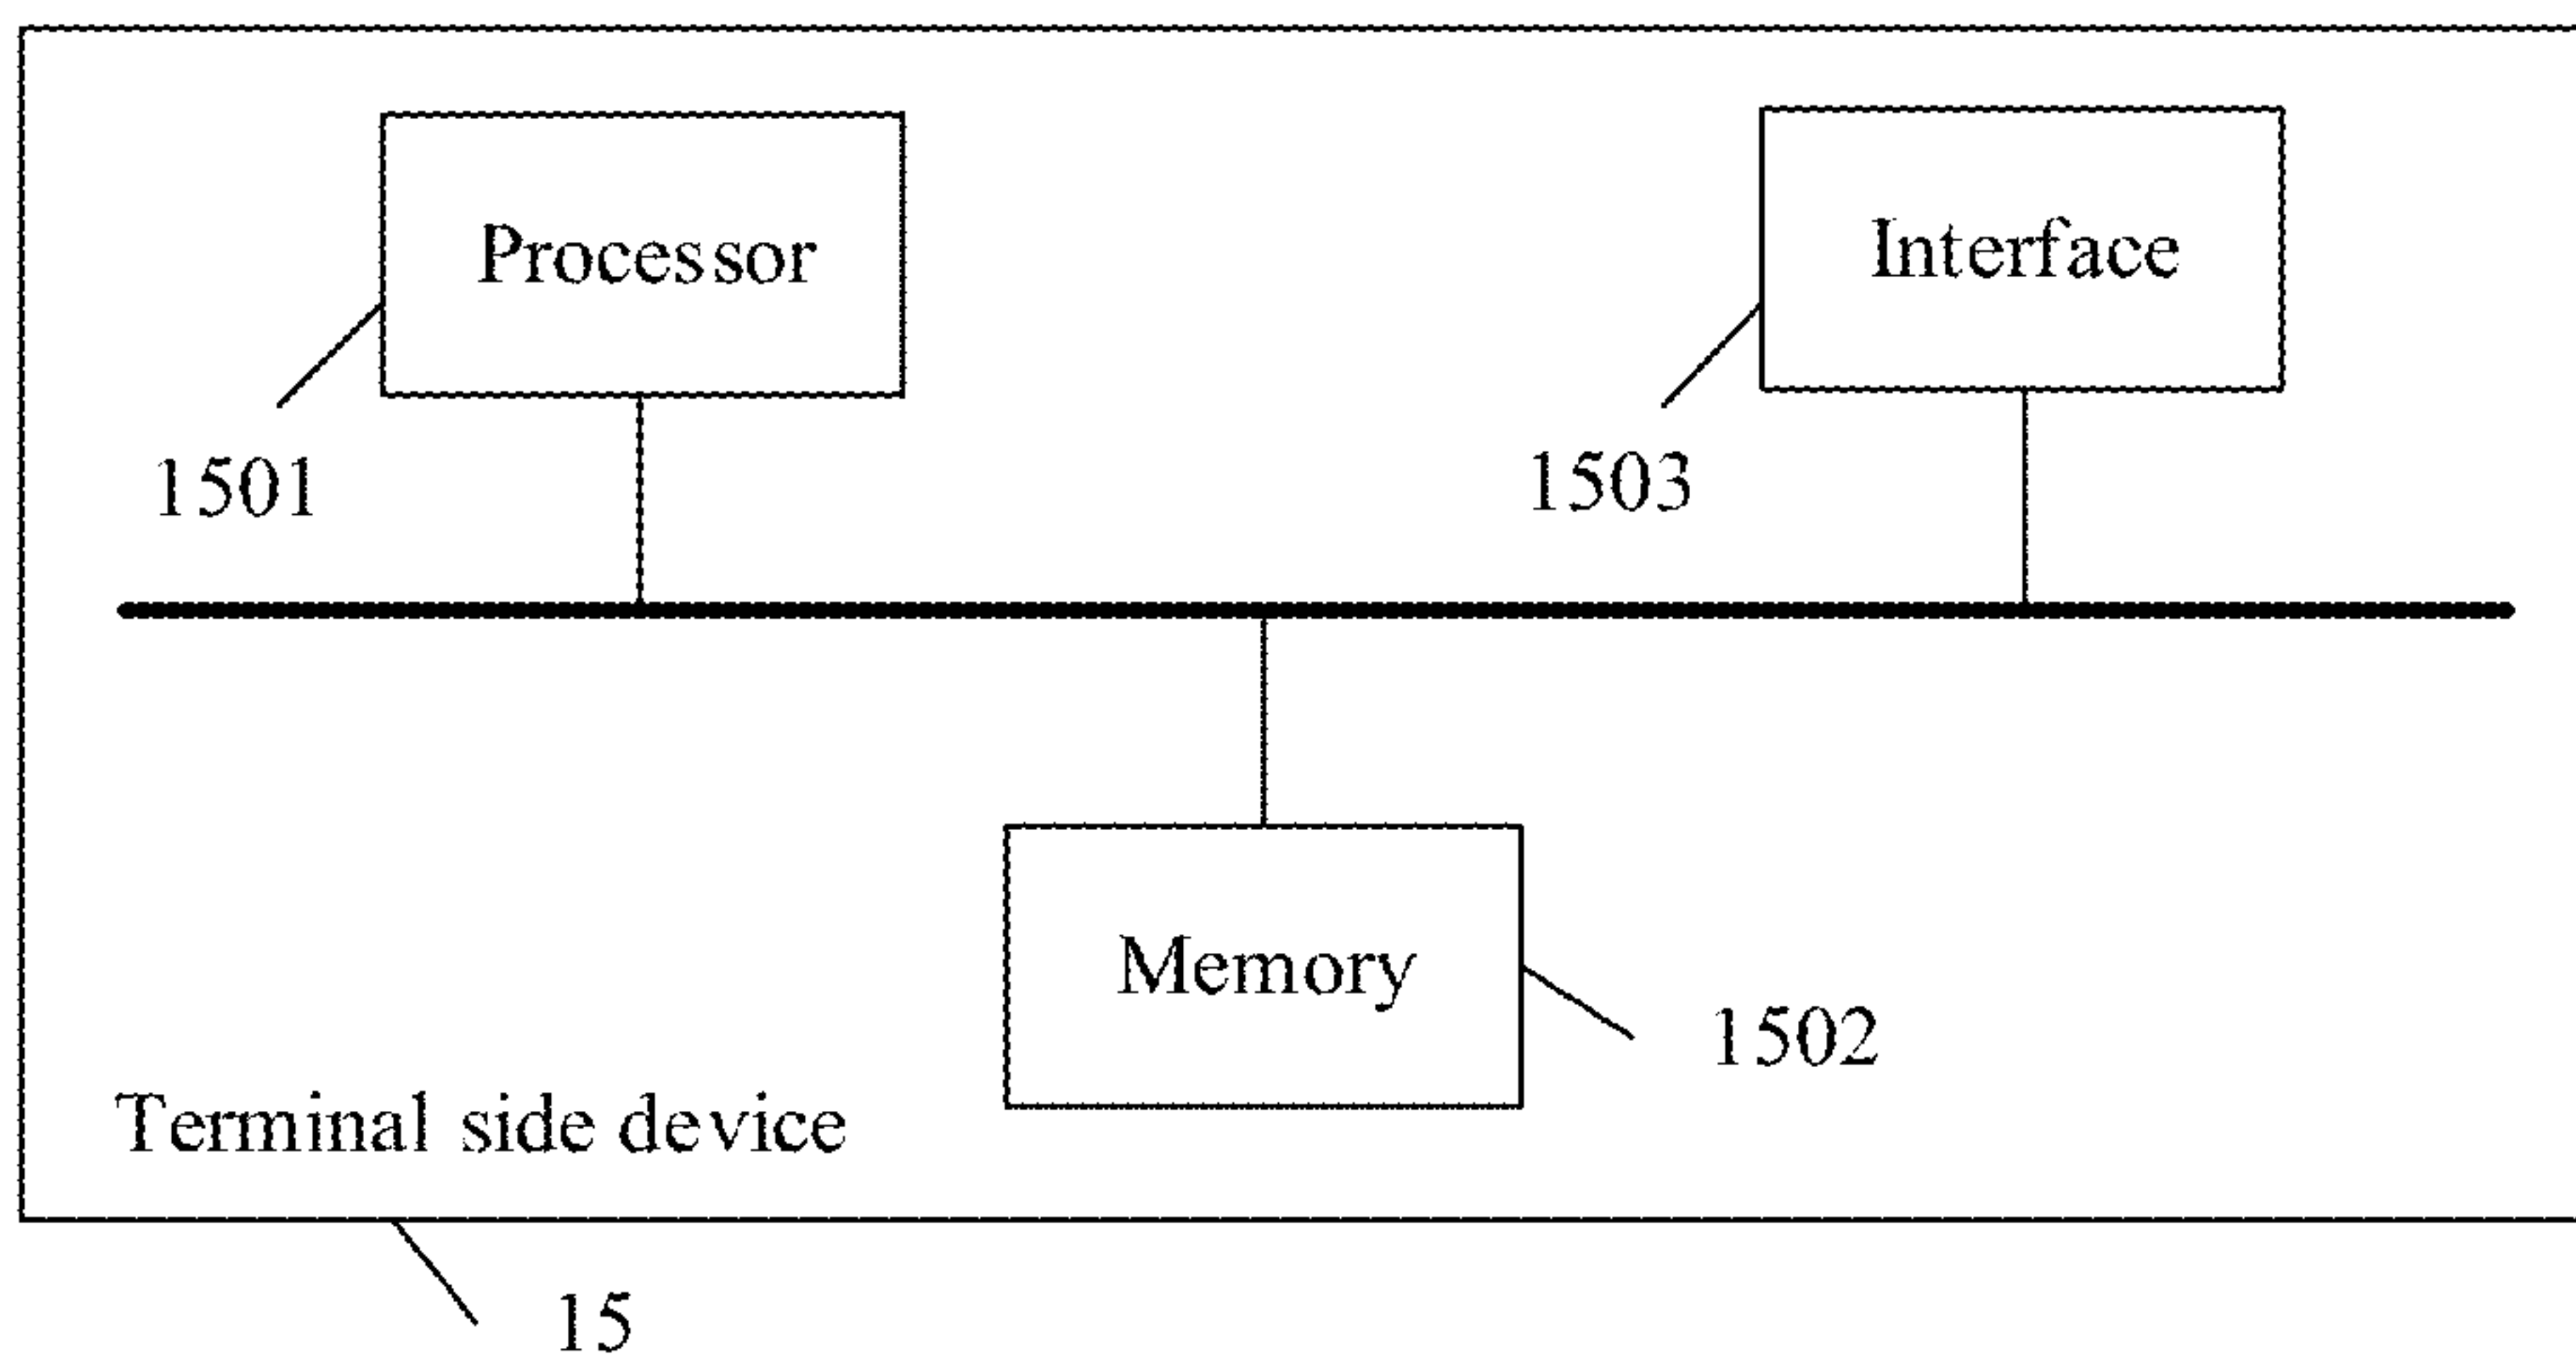 Processor
Interface
1501
1503
Memory
1502
Terminal side device
15